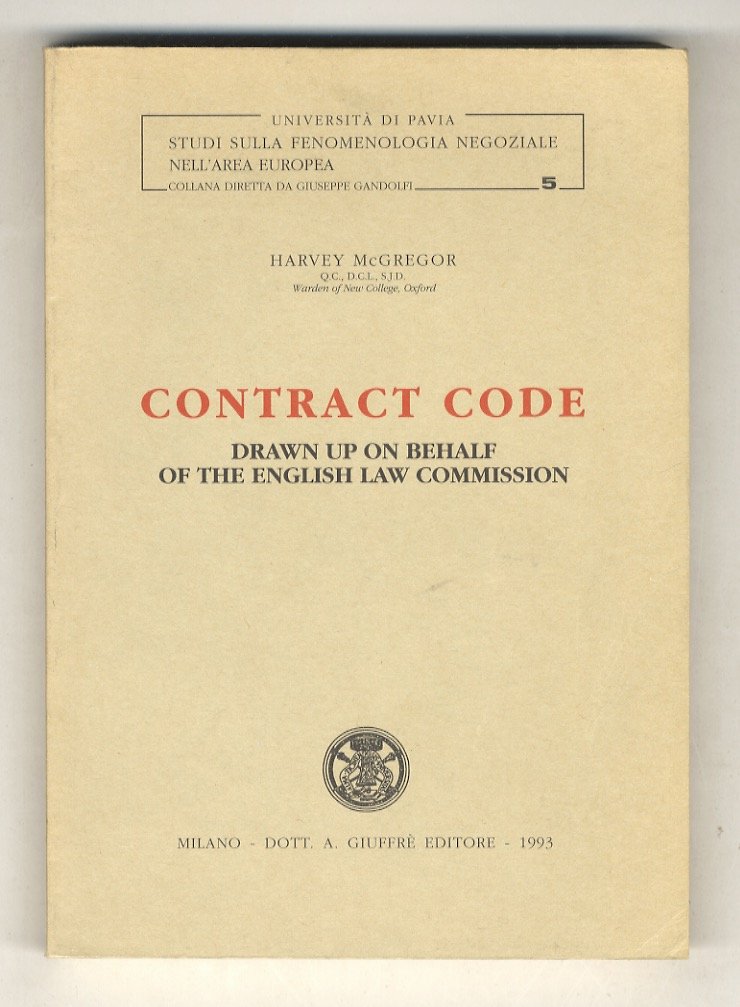 UNIVERSITÀ DI PAVIA
STUDI SULLA FENOMENOLOGIA NEGOZIALE
NELL'AREA EUROPEA
COLLANA DIRETTA DA GIUSEPPE GANDOLFI 5
HARVEY McGREGOR
Q.C., D.C.L., S.J.D.
Warden of New College, Oxford
CONTRACT CODE
DRAWN UP ON BEHALF
OF THE ENGLISH LAW COMMISSION
MILANO - DOTT. A. GIUFFRÈ EDITORE - 1993